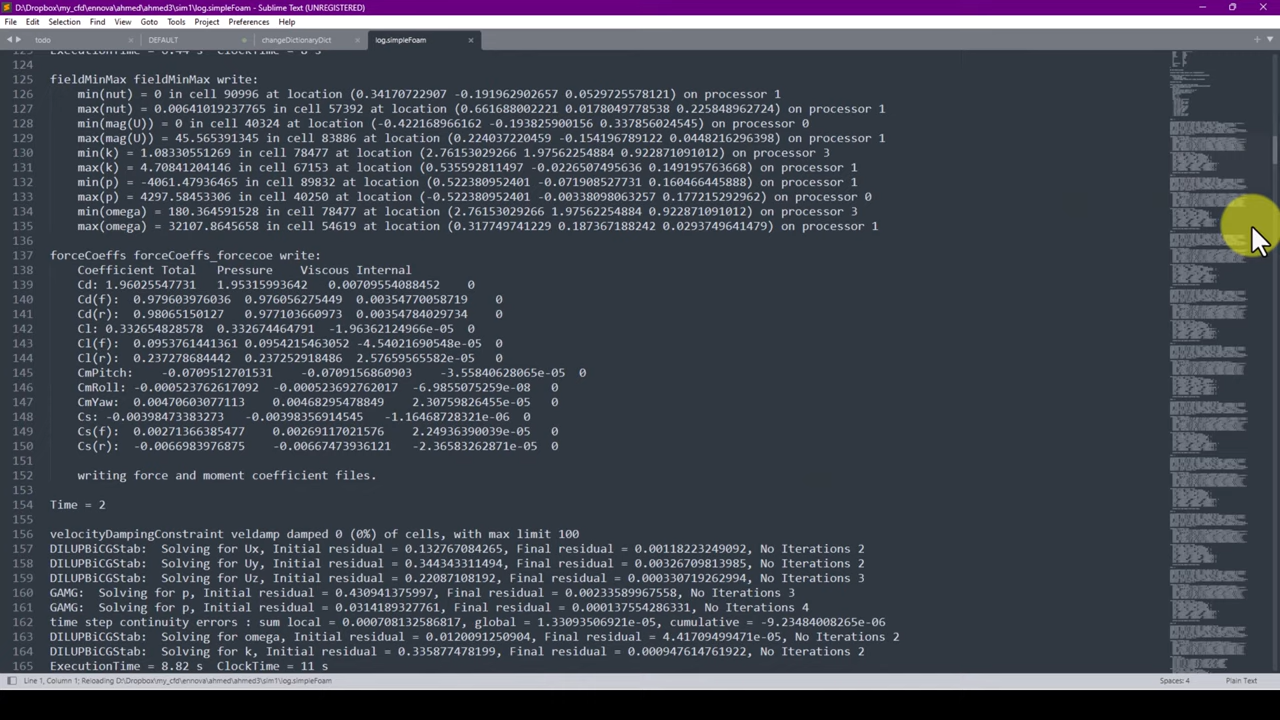 D:\Dropbox\my_cfd\ennova\ahmed\ahmed3\sim1\log.simpleFoam - Sublime Text (UNREGISTERED)
File Edit Selection Find View Goto Tools Project Preferences Help
todo DEFAULT changeDictionaryDict log.simpleFoam
124
125 fieldMinMax fieldMinMax write:
126 min(nut) = 0 in cell 90996 at location (0.34170722907 -0.191962902657 0.0529725578121) on processor 1
127 max(nut) = 0.00641019237765 in cell 57392 at location (0.661688002221 0.0178049778538 0.225848962724) on processor 1
128 min(mag(U)) = 0 in cell 40324 at location (-0.422168966162 -0.193825900156 0.337856024545) on processor 0
129 max(mag(U)) = 45.565391345 in cell 83886 at location (0.224037220459 -0.154196789122 0.0448216296398) on processor 1
130 min(k) = 1.08330551269 in cell 78477 at location (2.76153029266 1.97562254884 0.922871091012) on processor 3
131 max(k) = 4.70841204146 in cell 67153 at location (0.535592811497 -0.0226507495636 0.149195763668) on processor 1
132 min(p) = -4061.47936465 in cell 89832 at location (0.522380952401 -0.071908527731 0.160466445888) on processor 1
133 max(p) = 4297.58453306 in cell 40250 at location (-0.522380952401 -0.00338098063251 0.177215292962) on processor 0
134 min(omega) = 180.364591528 in cell 78477 at location (2.76153029266 1.97562254884 0.922871091012) on processor 3
135 max(omega) = 32107.8645658 in cell 54619 at location (0.317749741229 0.187367188242 0.0293749641479) on processor 1
136
137 forceCoeffs forceCoeffs_forcecoe write:
138 Coefficient Total Pressure Viscous Internal
139 Cd: 1.96025547731 1.95315993642 0.00709554088452 0
140 Cd(f): 0.979603976036 0.976056275449 0.00354770058719 0
141 Cd(r): 0.98065150127 0.977103660973 0.00354784029734 0
142 Cl: 0.332654828578 0.332674464791 -1.96362124966e-05 0
143 Cl(f): 0.0953761441361 0.0954215463052 -4.54021698516e-05 0
144 Cl(r): 0.237278684442 0.237252918486 2.57659565582e-05 0
145 CmPitch: -0.0709512701531 -0.0709156860903 -3.55840628065e-05 0
146 CmRoll: -0.000523762617092 -0.000523692762017 -6.9855075259e-08 0
147 CmYaw: 0.00470603077113 0.00468295478849 2.30759826455e-05 0
148 Cs: -0.00398473383273 -0.00398356914545 -1.16468728321e-06 0
149 Cs(f): 0.00271366385477 0.00269117021576 2.24936390039e-05 0
150 Cs(r): -0.0066983976875 -0.00667473936121 -2.36583262871e-05 0
151
152 writing force and moment coefficient files.
153
154 Time = 2
155
156 velocityDampingConstraint veldamp damped 0 (0%) of cells, with max limit 100
157 DILUPBiCGStab: Solving for Ux, Initial residual = 0.132767084265, Final residual = 0.00118223249092, No Iterations 2
158 DILUPBiCGStab: Solving for Uy, Initial residual = 0.344343311494, Final residual = 0.00326709813985, No Iterations 2
159 DILUPBiCGStab: Solving for Uz, Initial residual = 0.22087108192, Final residual = 0.000330719262994, No Iterations 3
160 GAMG: Solving for p, Initial residual = 0.430941375997, Final residual = 0.00233589967558, No Iterations 3
161 GAMG: Solving for p, Initial residual = 0.0314189327761, Final residual = 0.000137554286331, No Iterations 4
162 time step continuity errors : sum local = 0.000708132586817, global = 1.33093506921e-05, cumulative = -9.23484008265e-06
163 DILUPBiCGStab: Solving for omega, Initial residual = 0.0120091250904, Final residual = 4.41709499471e-05, No Iterations 2
164 DILUPBiCGStab: Solving for k, Initial residual = 0.335877478199, Final residual = 0.000947614761922, No Iterations 2
165 ExecutionTime = 8.82 s ClockTime = 11 s
Line 1, Column 1; Reloading D:\Dropbox\my_cfd\ennova\ahmed\ahmed3\sim1\log.simpleFoam Spaces: 4 Plain Text